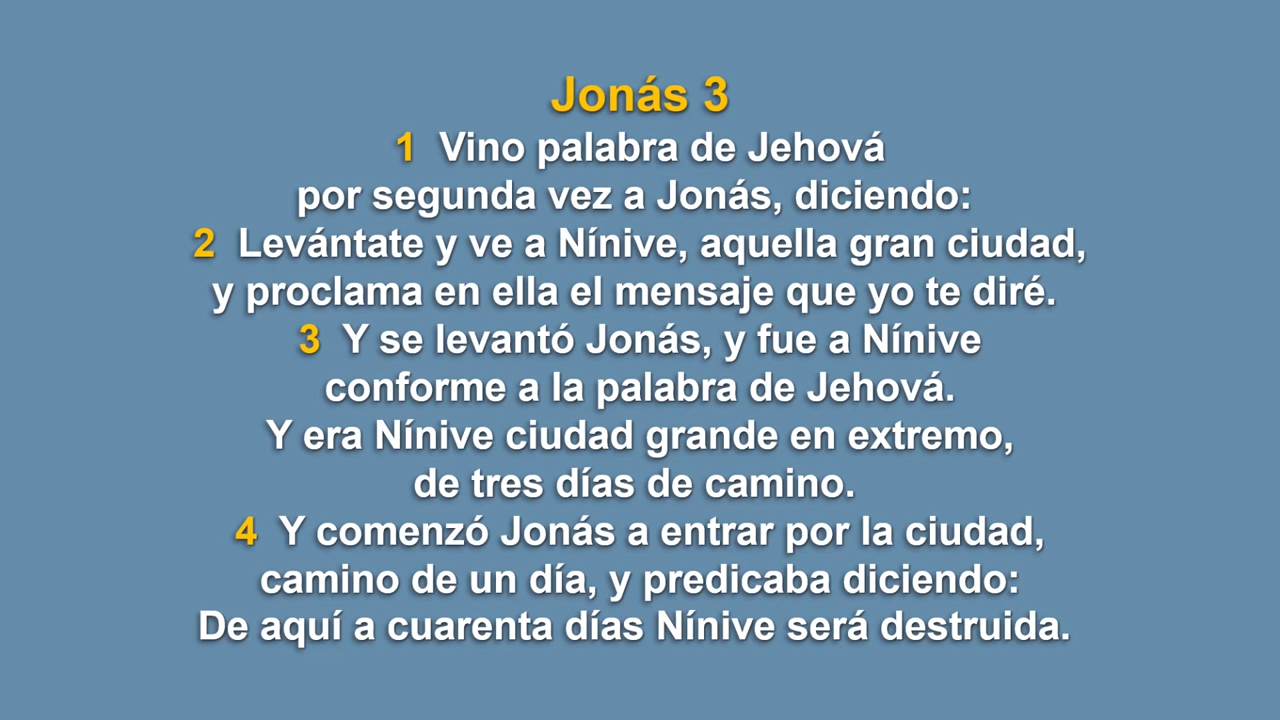 Jonás 3
1 Vino palabra de Jehová
por segunda vez a Jonás, diciendo:
2 Levántate y ve a Nínive, aquella gran ciudad,
y proclama en ella el mensaje que yo te diré.
3 Y se levantó Jonás, y fue a Nínive
conforme a la palabra de Jehová.
Y era Nínive ciudad grande en extremo,
de tres días de camino.
4 Y comenzó Jonás a entrar por la ciudad,
camino de un día, y predicaba diciendo:
De aquí a cuarenta días Nínive será destruida.